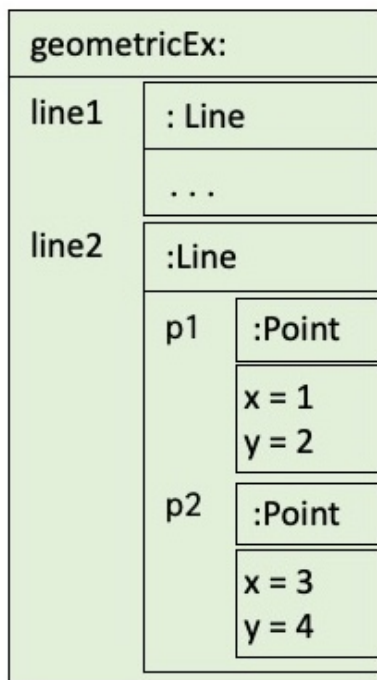 geometricEx:
line1 : Line
. . .
line2 :Line
p1 :Point
x = 1
y = 2
p2 :Point
x = 3
y = 4